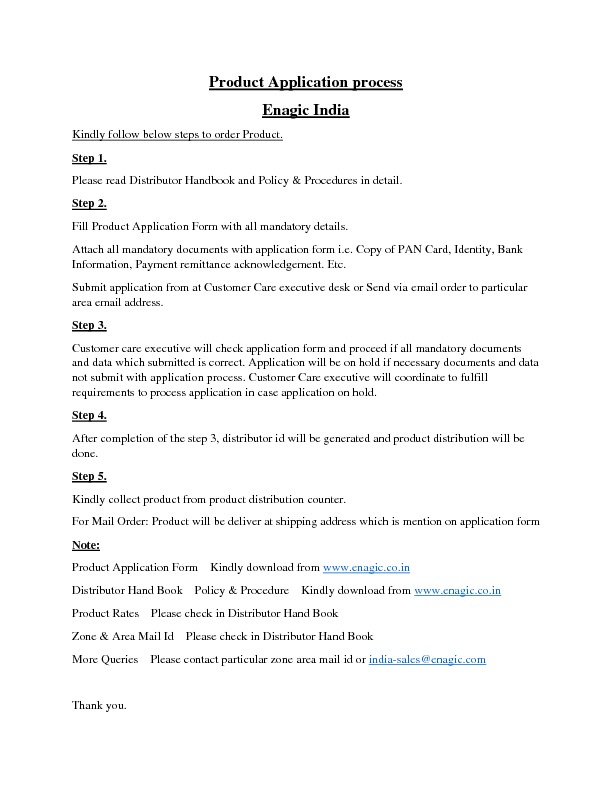 Product Application process
Enagic India
Kindly follow below steps to order Product.
Step 1.
Please read Distributor Handbook and Policy & Procedures in detail.
Step 2.
Fill Product Application Form with all mandatory details.
Attach all mandatory documents with application form i.e. Copy of PAN Card, Identity, Bank
Information, Payment remittance acknowledgement. Etc.
Submit application from at Customer Care executive desk or Send via email order to particular
area email address.
Step 3.
Customer care executive will check application form and proceed if all mandatory documents
and data which submitted is correct. Application will be on hold if necessary documents and data
not submit with application process. Customer Care executive will coordinate to fulfill
requirements to process application in case application on hold.
Step 4.
After completion of the step 3, distributor id will be generated and product distribution will be
done.
Step 5.
Kindly collect product from product distribution counter.
For Mail Order: Product will be deliver at shipping address which is mention on application form
Note:
Product Application Form Kindly download from www.enagic.co.in
Distributor Hand Book Policy & Procedure Kindly download from www.enagic.co.in
Product Rates Please check in Distributor Hand Book
Zone & Area Mail Id Please check in Distributor Hand Book
More Queries Please contact particular zone area mail id or india-sales@enagic.com
Thank you.